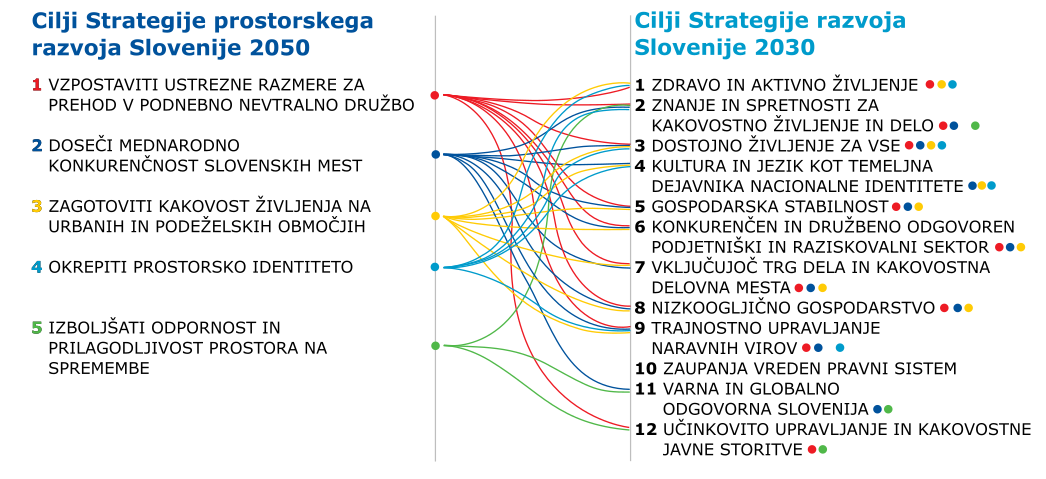 Cilji Strategije prostorskega
razvoja Slovenije 2050
1 VZPOSTAVITI USTREZNE RAZMERE ZA
PREHOD V PODNEBNO NEVTRALNO DRUŽBO
2 DOSEČI MEDNARODNO
KONKURENČNOST SLOVENSKIH MEST
3 ZAGOTOVITI KAKOVOST ŽIVLJENJA NA
URBANIH IN PODEŽELSKIH OBMOČJIH
4 OKREPITI PROSTORSKO IDENTITETO
5 IZBOLJŠATI ODPORNOST IN
PRILAGODLJIVOST PROSTORA NA
SPREMEMBE
Cilji Strategije razvoja
Slovenije 2030
1 ZDRAVO IN AKTIVNO ŽIVLJENJE
2 ZNANJE IN SPRETNOSTI ZA
KAKOVOSTNO ŽIVLJENJE IN DELO
3 DOSTOJNO ŽIVLJENJE ZA VSE
4 KULTURA IN JEZIK KOT TEMELJNA
DEJAVNIKA NACIONALNE IDENTITETE
5 GOSPODARSKA STABILNOST
6 KONKURENČEN IN DRUŽBENO ODGOVOREN
PODJETNIŠKI IN RAZISKOVALNI SEKTOR
7 VKLJUČUJOČ TRG DELA IN KAKOVOSTNA
DELOVNA MESTA
8 NIZKOOGLJIČNO GOSPODARSTVO
9 TRAJNOSTNO UPRAVLJANJE
NARAVNIH VIROV
10 ZAUPANJA VREDEN PRAVNI SISTEM
11 VARNA IN GLOBALNO
ODGOVORNA SLOVENIJA
12 UČINKOVITO UPRAVLJANJE IN KAKOVOSTNE
JAVNE STORITVE